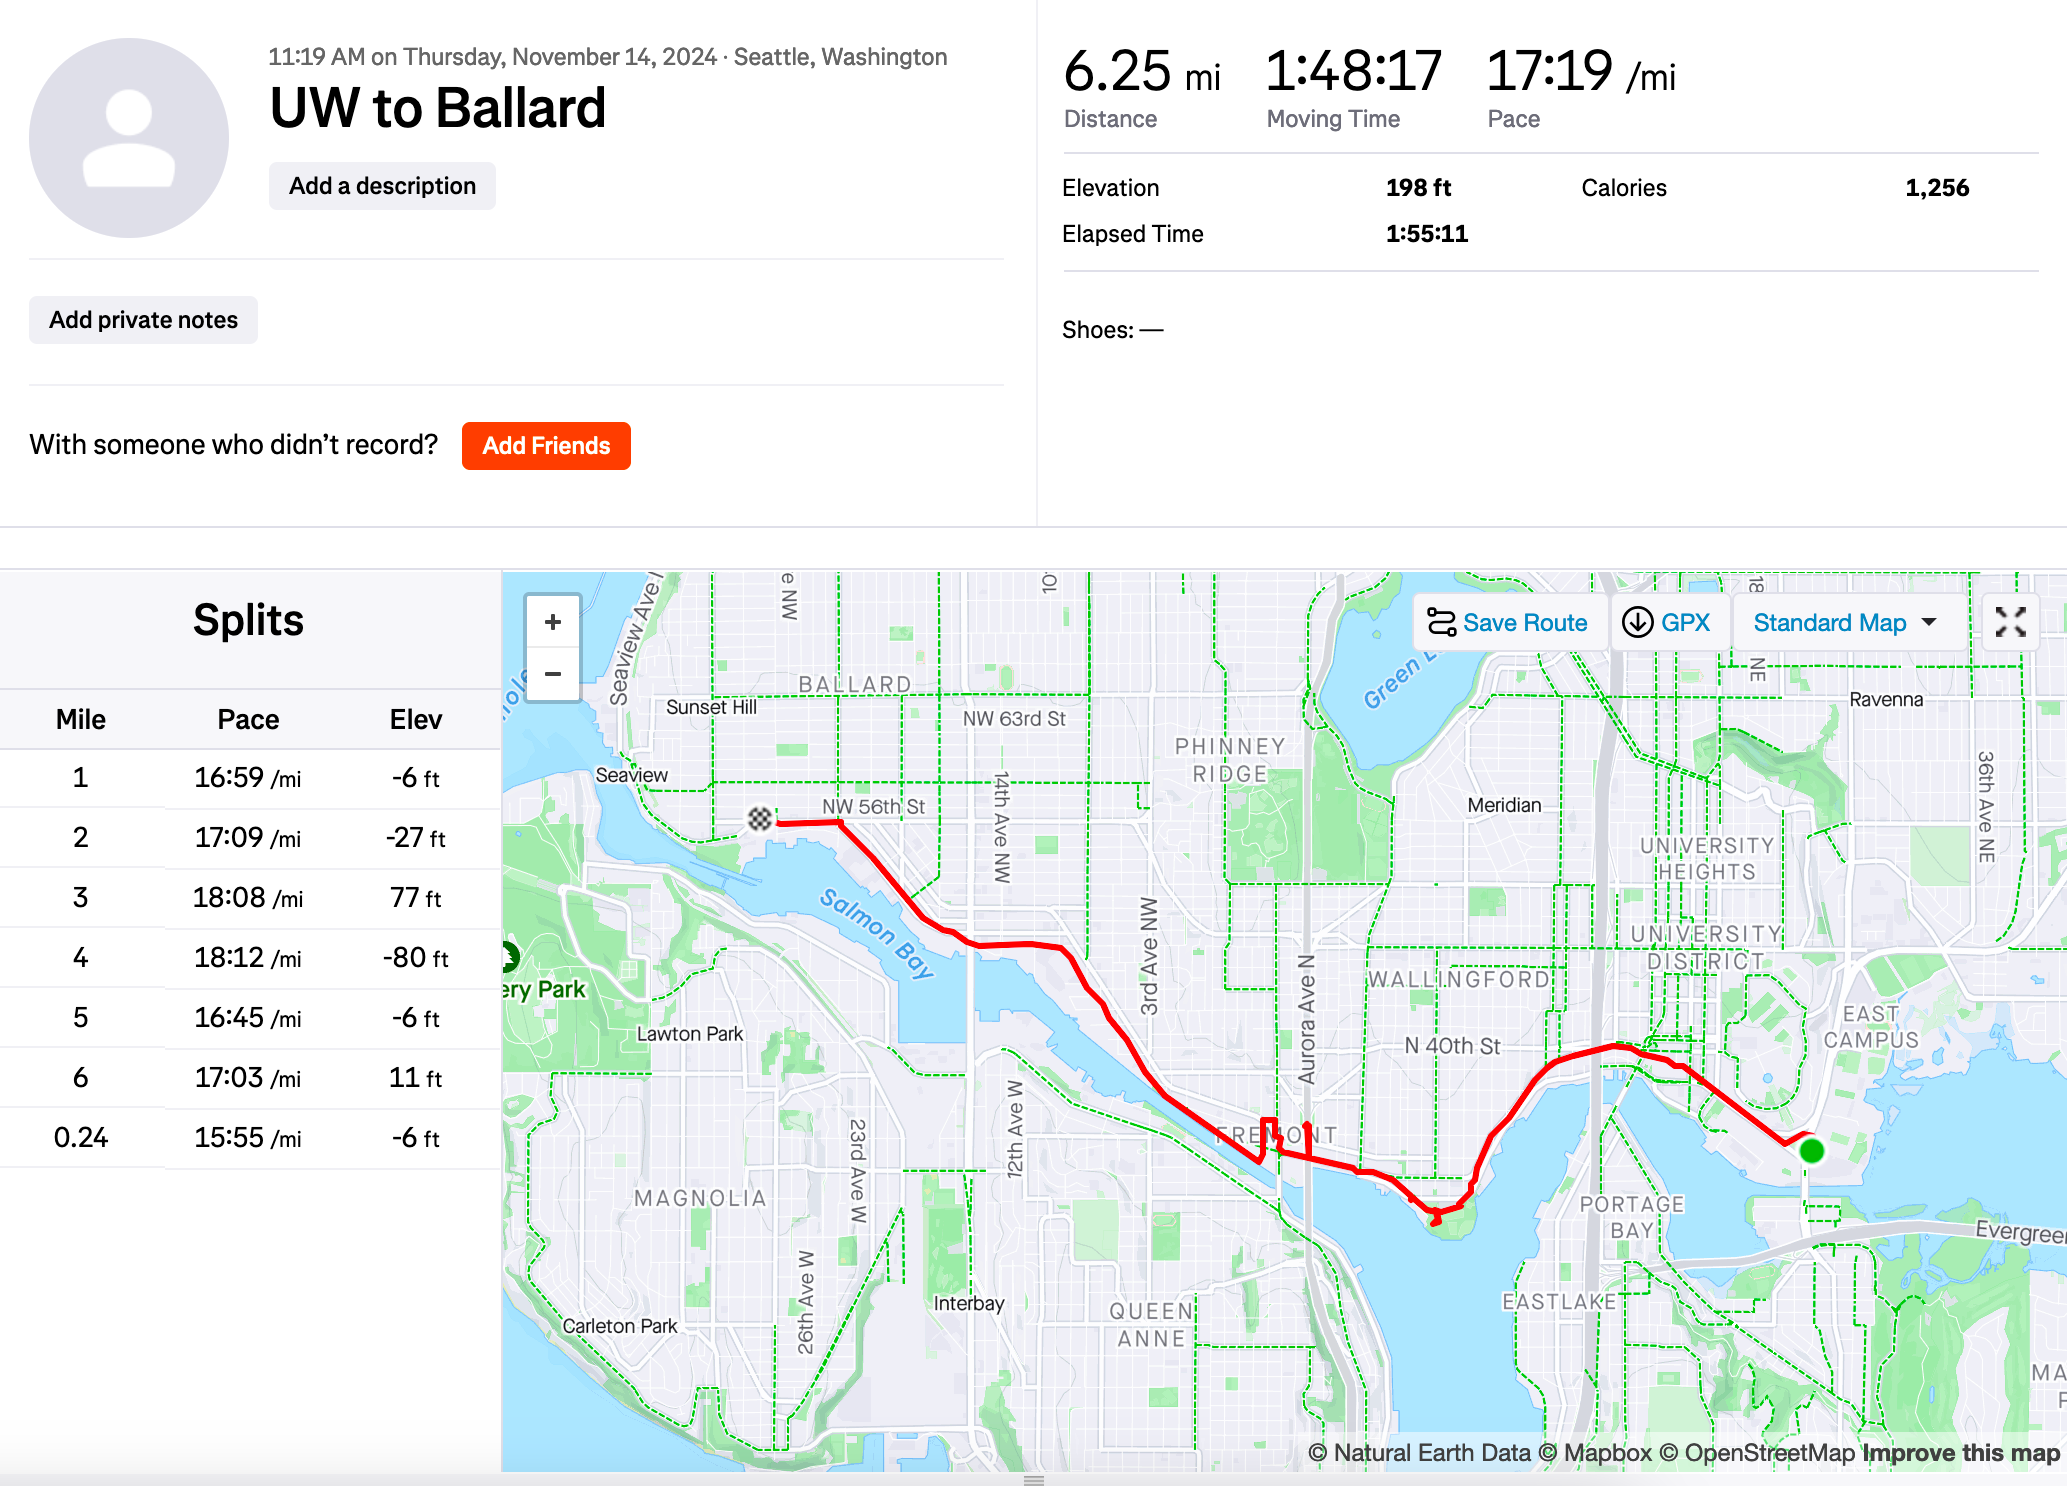 11:19 AM on Thursday, November 14, 2024 · Seattle, Washington
UW to Ballard
Add a description
Add private notes
With someone who didn’t record?
Add Friends
6.25 mi
Distance
1:48:17
Moving Time
17:19 /mi
Pace
Elevation 198 ft Calories 1,256
Elapsed Time 1:55:11
Shoes: —
Splits
Mile Pace Elev
1 16:59 /mi -6 ft
2 17:09 /mi -27 ft
3 18:08 /mi 77 ft
4 18:12 /mi -80 ft
5 16:45 /mi -6 ft
6 17:03 /mi 11 ft
0.24 15:55 /mi -6 ft
+
−
Save Route
GPX
Standard Map
Seaview Ave
e NW
10
18
NE
Green L
BALLARD
Sunset Hill
NW 63rd St
Ravenna
PHINNEY
RIDGE
Seaview
NW 56th St
14th Ave NW
Meridian
36th Ave NE
UNIVERSITY
HEIGHTS
Salmon Bay
3rd Ave NW
UNIVERSITY
DISTRICT
Aurora Ave N
WALLINGFORD
ery Park
Lawton Park
N 40th St
EAST
CAMPUS
12th Ave W
23rd Ave W
FREMONT
MAGNOLIA
PORTAGE
BAY
Evergree
26th Ave W
Interbay
QUEEN
ANNE
EASTLAKE
Carleton Park
MA
© Natural Earth Data © Mapbox © OpenStreetMap Improve this map